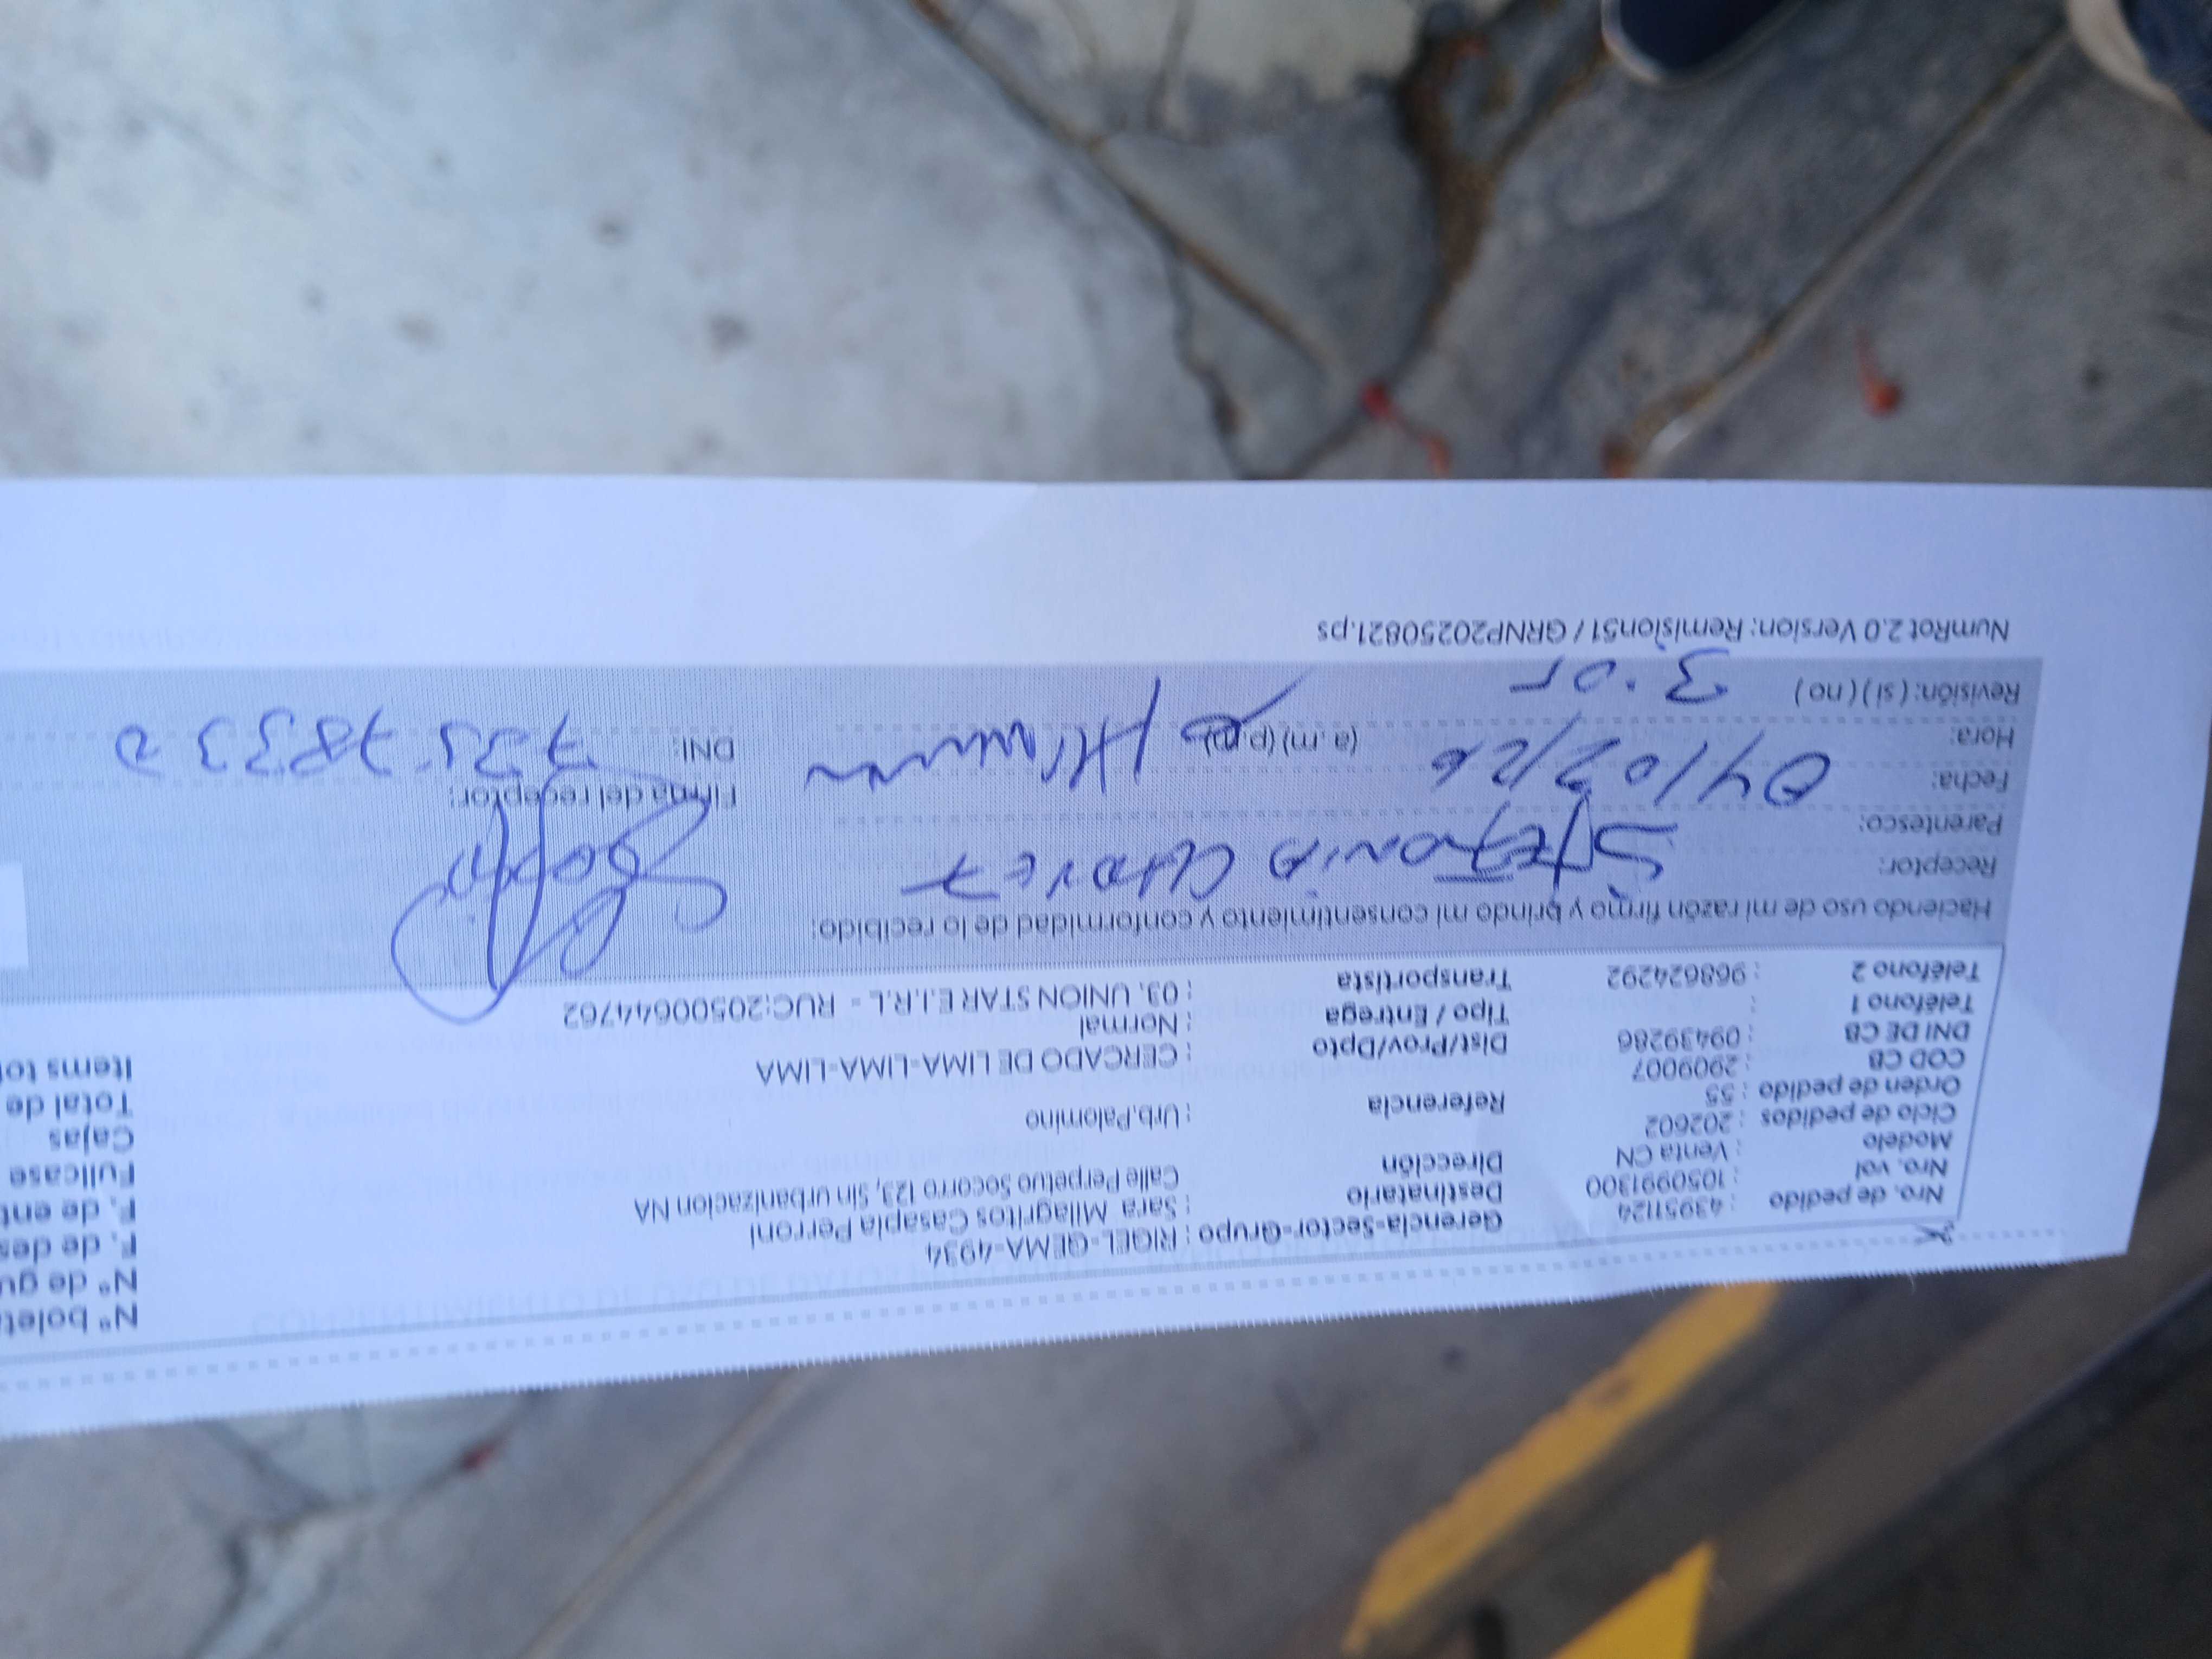 Nº boleta
Nº de gu
F. de des
F. de ent
Fullcase
Cajas
Total de
Items tot
Nro. de pedido : 43951124
Nro. vol : 1050991300
Modelo : Venta CN
Ciclo de pedidos : 202602
Orden de pedido : 55
COD CB : 2909007
DNI DE CB : 09439286
Teléfono 1 :
Teléfono 2 : 968624292
Gerencia-Sector-Grupo : RIGEL-GEMA-4934
Destinatario : Sara Milagritos Casapia Perroni
Dirección Calle Perpetuo Socorro 123, Sin urbanizacion NA
Referencia : Urb.Palomino
Dist/Prov/Dpto : CERCADO DE LIMA-LIMA-LIMA
Tipo / Entrega : Normal
Transportista : 03. UNION STAR E.I.R.L - RUC:20500644762
Haciendo uso de mi razón firmo y brindo mi consentimiento y conformidad de lo recibido:
Receptor:
Parentesco:
Fecha: 04/02/26
Hora: (a.m) (p.m)
Revisión: (si) (no) 3:05
Firma del receptor:
DNI:
NumRot 2.0 Version: Remision51 / GRNP20250821.ps